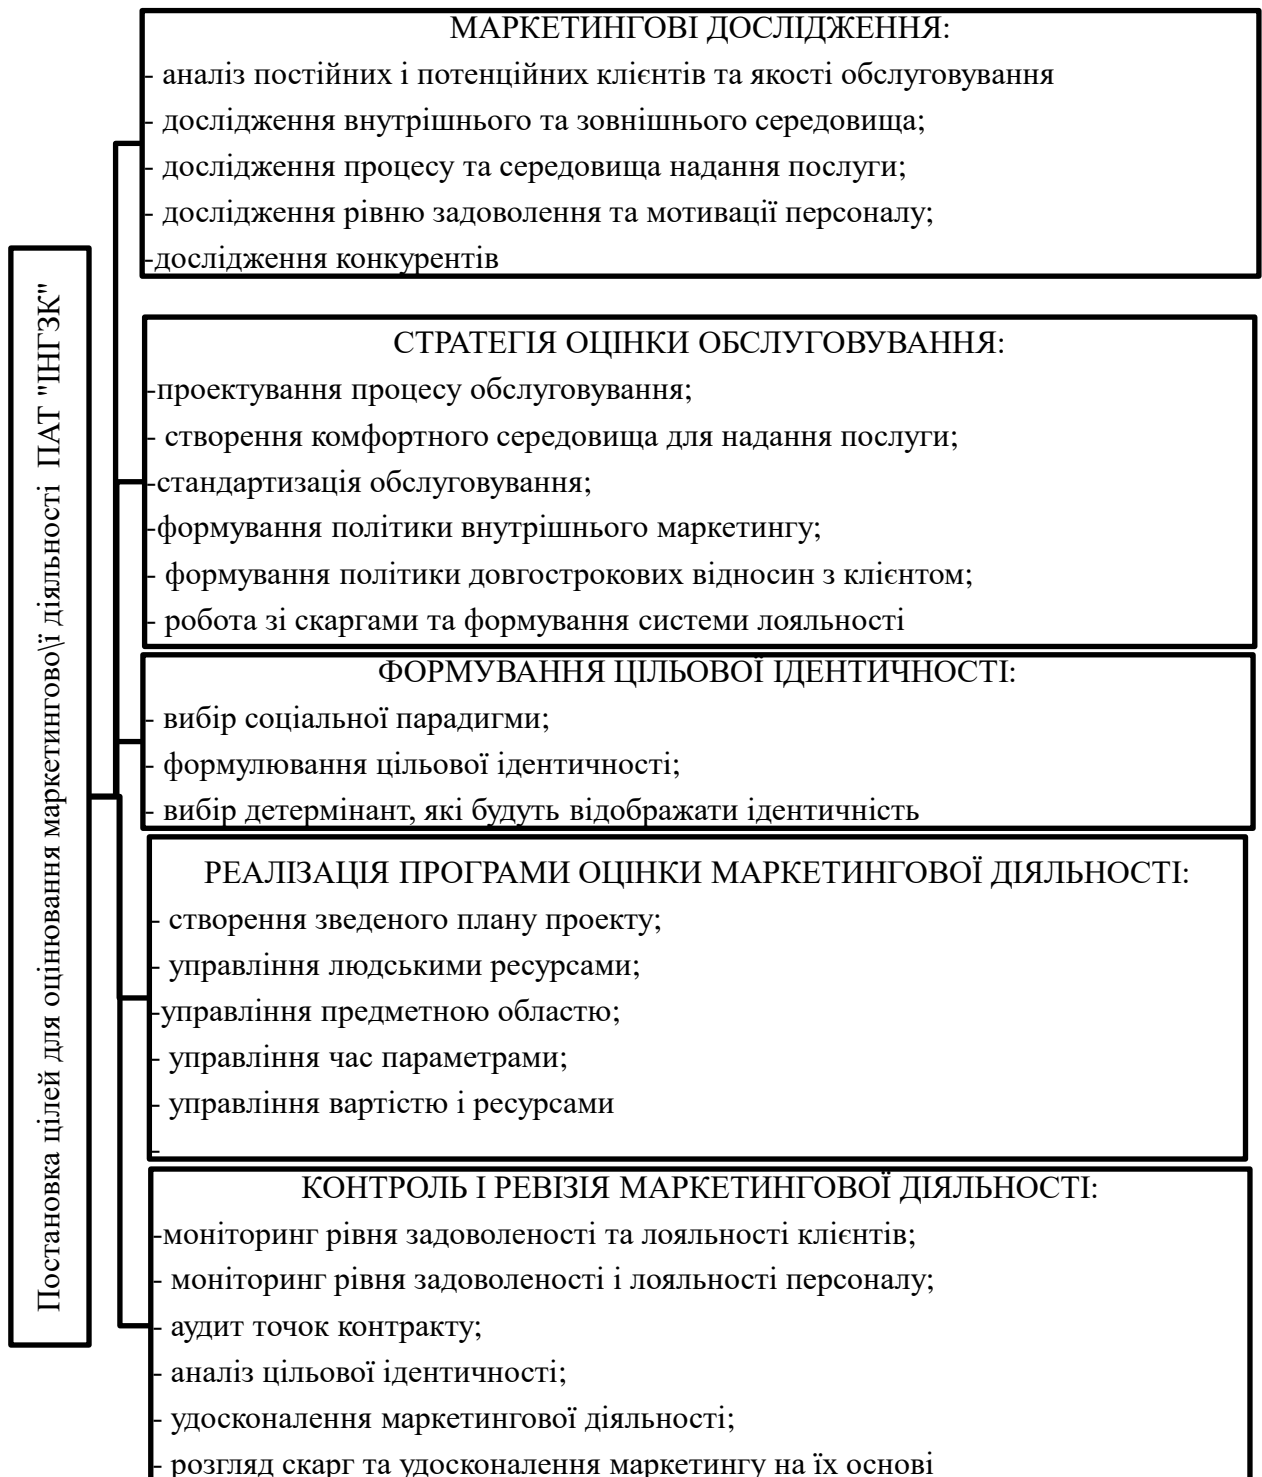 МАРКЕТИНГОВІ ДОСЛІДЖЕННЯ:
- аналіз постійних і потенційних клієнтів та якості обслуговування
- дослідження внутрішнього та зовнішнього середовища;
- дослідження процесу та середовища надання послуги;
- дослідження рівню задоволення та мотивації персоналу;
-дослідження конкурентів
Постановка цілей для оцінювання маркетингово\ї діяльності ПАТ "ІНГЗК"
СТРАТЕГІЯ ОЦІНКИ ОБСЛУГОВУВАННЯ:
-проектування процесу обслуговування;
- створення комфортного середовища для надання послуги;
-стандартизація обслуговування;
-формування політики внутрішнього маркетингу;
- формування політики довгострокових відносин з клієнтом;
- робота зі скаргами та формування системи лояльності
ФОРМУВАННЯ ЦІЛЬОВОЇ ІДЕНТИЧНОСТІ:
- вибір соціальної парадигми;
- формулювання цільової ідентичності;
- вибір детермінант, які будуть відображати ідентичність
РЕАЛІЗАЦІЯ ПРОГРАМИ ОЦІНКИ МАРКЕТИНГОВОЇ ДІЯЛЬНОСТІ:
- створення зведеного плану проекту;
- управління людськими ресурсами;
-управління предметною областю;
- управління час параметрами;
- управління вартістю і ресурсами
-
КОНТРОЛЬ І РЕВІЗІЯ МАРКЕТИНГОВОЇ ДІЯЛЬНОСТІ:
-моніторинг рівня задоволеності та лояльності клієнтів;
- моніторинг рівня задоволеності і лояльності персоналу;
- аудит точок контракту;
- аналіз цільової ідентичності;
- удосконалення маркетингової діяльності;
- розгляд скарг та удосконалення маркетингу на їх основі